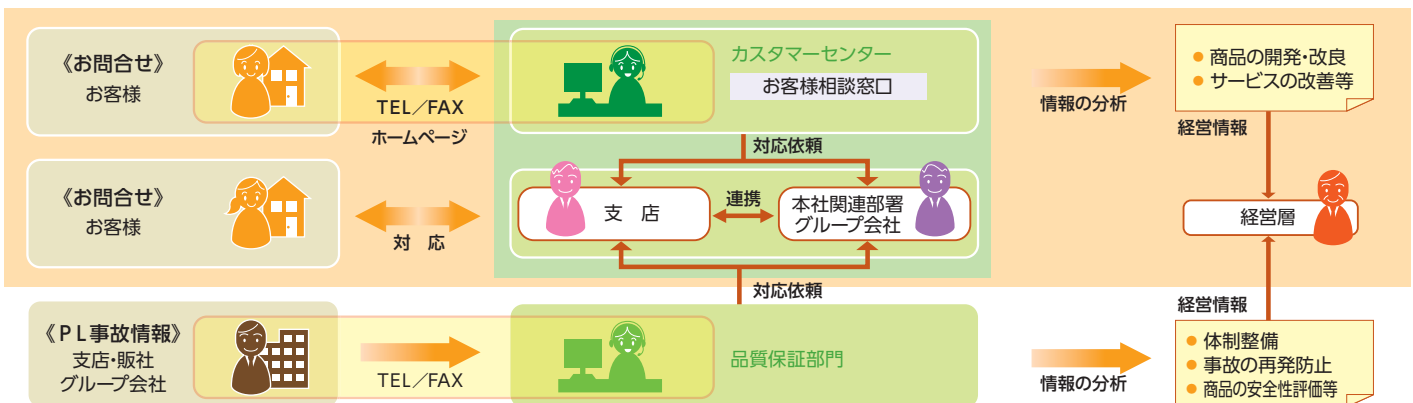 《お問合せ》
お客様
TEL／FAX
ホームページ
カスタマーセンター
お客様相談窓口
情報の分析
● 商品の開発・改良
● サービスの改善等
経営情報
対応依頼
《お問合せ》
お客様
対　応
支　店
連携
本社関連部署
グループ会社
経営層
対応依頼
経営情報
《PL事故情報》
支店・販社
グループ会社
TEL／FAX
品質保証部門
情報の分析
● 体制整備
● 事故の再発防止
● 商品の安全性評価等